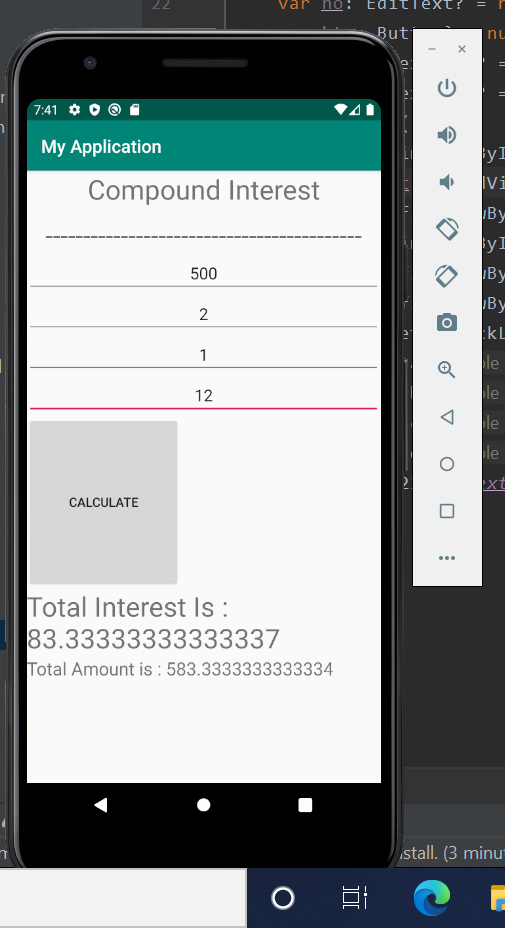 22 var no: EditText? = n
7:41
My Application
Compound Interest
----------------------------------------
500
2
1
12
CALCULATE
Total Interest Is :
83.33333333333337
Total Amount is : 583.3333333333334
nstall. (3 minut